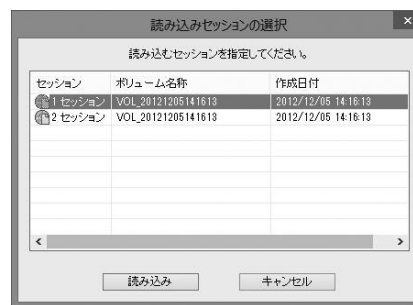 読み込みセッションの選択
読み込むセッションを指定してください。
セッション ボリューム名称 作成日付
1 セッション VOL_20121205141613 2012/12/05 14:16:13
2 セッション VOL_20121205141613 2012/12/05 14:16:13
読み込み キャンセル